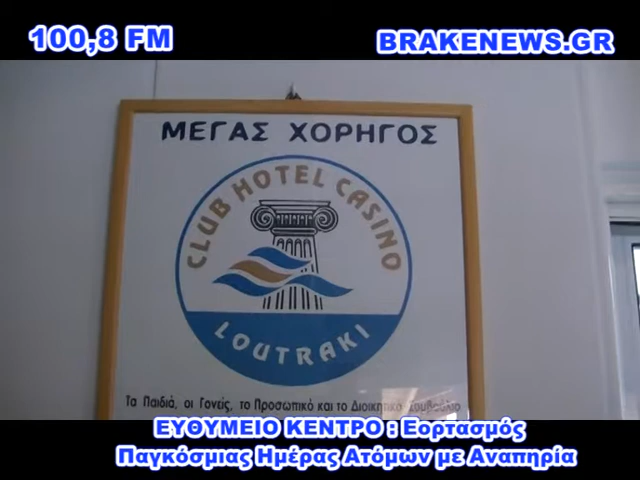 100,8 FM
BRAKENEWS.GR
ΜΕΓΑΣ ΧΟΡΗΓΟΣ
CLUB HOTEL CASINO
LOUTRAKI
Τα Παιδιά, οι Γονείς, το Προσωπικό και το Διοικητικό Συμβούλιο
ΕΥΘΥΜΕΙΟ ΚΕΝΤΡΟ : Εορτασμός
Παγκόσμιας Ημέρας Ατόμων με Αναπηρία